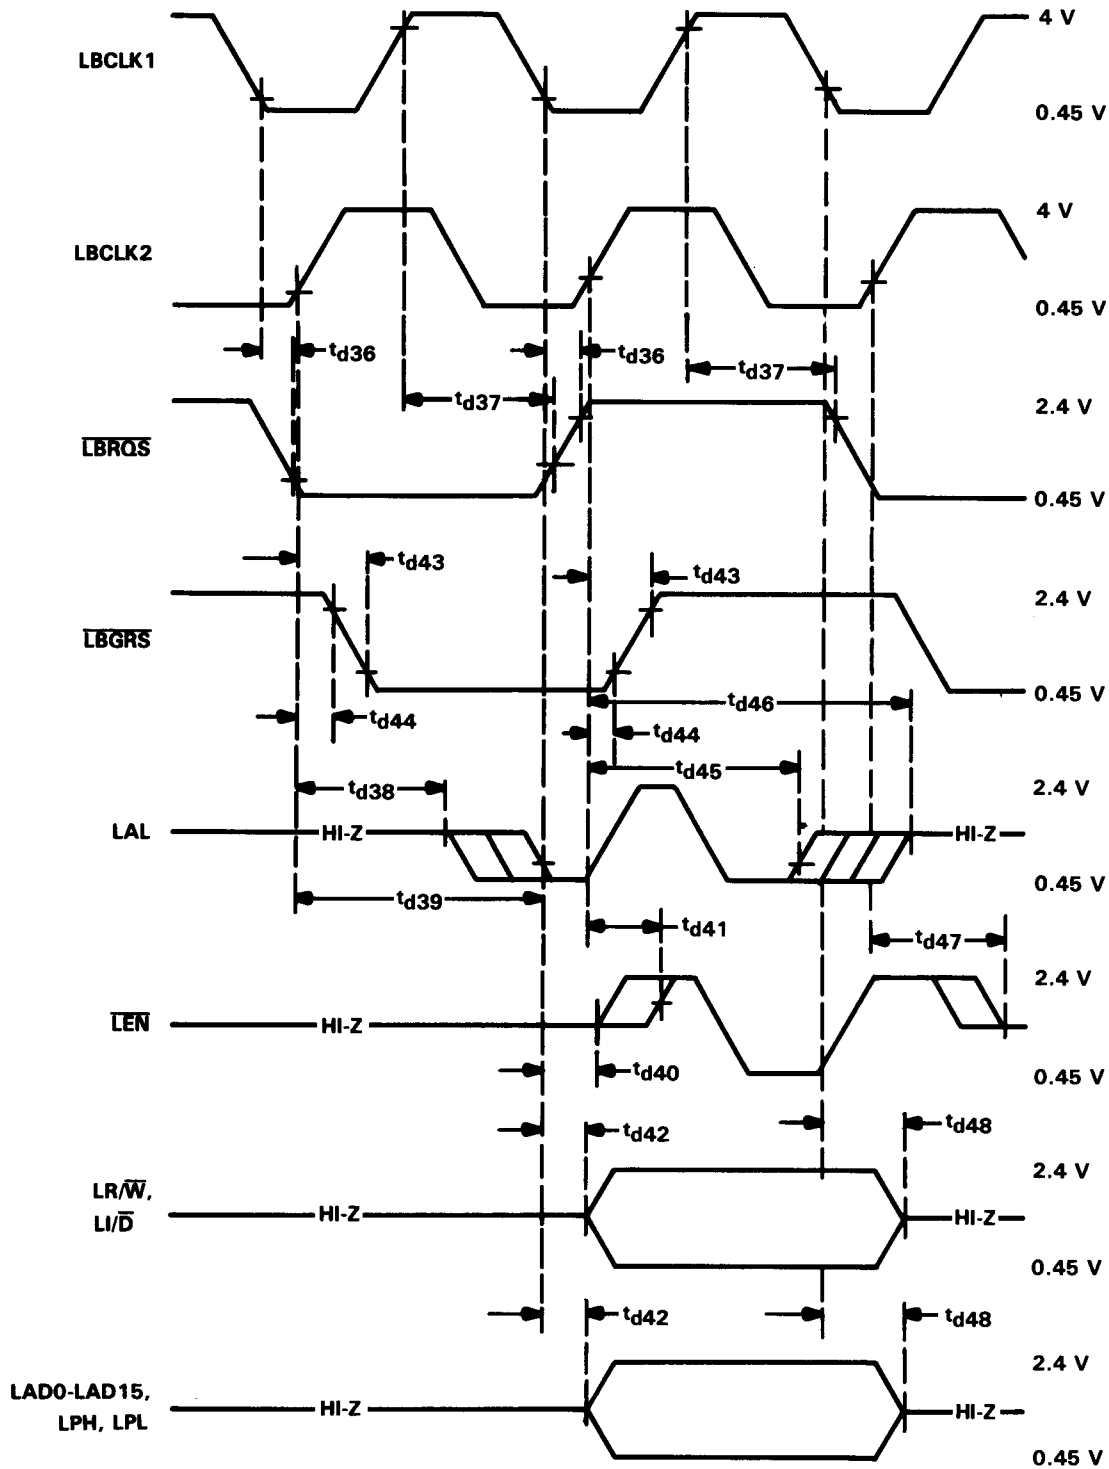 4 V
LBCLK1
0.45 V
4 V
LBCLK2
0.45 V
td36
td36
td37
td37
2.4 V
LBRQS
0.45 V
td43
td43
2.4 V
LBGRS
0.45 V
td46
td44
td44
td45
td38
2.4 V
LAL
HI-Z
HI-Z
0.45 V
td39
td41
td47
2.4 V
LEN
HI-Z
td40
0.45 V
td42
td48
2.4 V
LR/W,
LI/D
HI-Z
HI-Z
0.45 V
td42
td48
2.4 V
LAD0-LAD15,
LPH, LPL
HI-Z
HI-Z
0.45 V